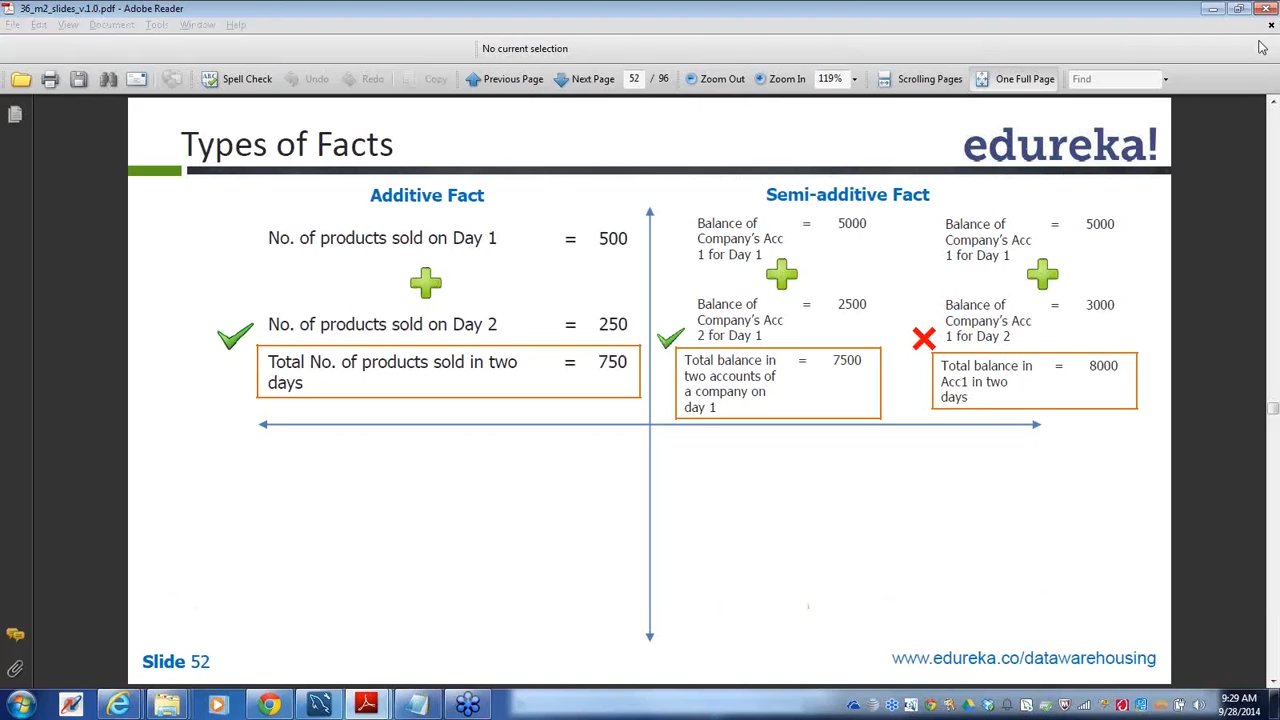 36_m2_slides_v.1.0.pdf - Adobe Reader
File Edit View Document Tools Window Help
No current selection
Spell Check Undo Redo Copy Previous Page Next Page 52 / 96 Zoom Out Zoom In 119% Scrolling Pages One Full Page Find
Types of Facts
edureka!
Additive Fact
No. of products sold on Day 1 = 500
No. of products sold on Day 2 = 250
Total No. of products sold in two = 750
days
Semi-additive Fact
Balance of = 5000
Company's Acc
1 for Day 1
Balance of = 2500
Company's Acc
2 for Day 1
Total balance in = 7500
two accounts of
a company on
day 1
Balance of = 5000
Company's Acc
1 for Day 1
Balance of = 3000
Company's Acc
1 for Day 2
Total balance in = 8000
Acc1 in two
days
Slide 52
www.edureka.co/datawarehousing
9:29 AM
9/28/2014